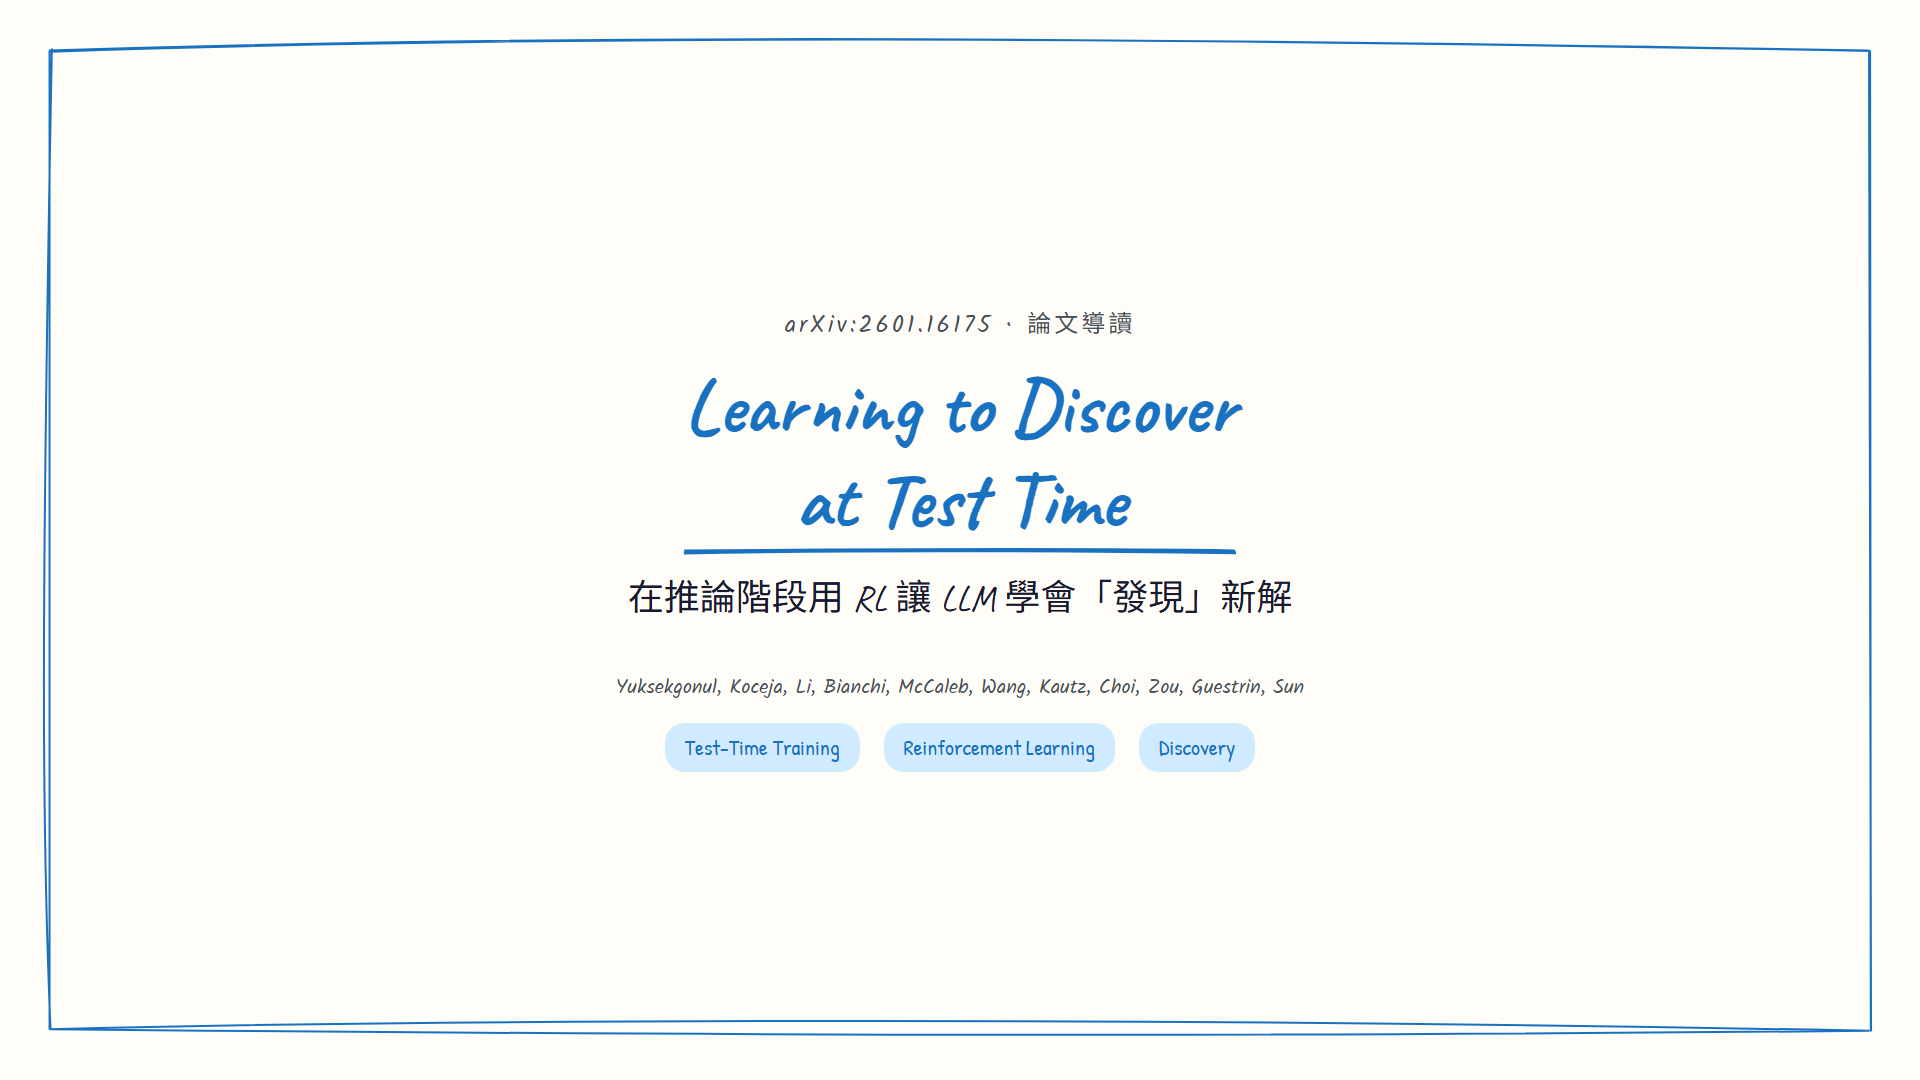 arXiv:2601.16175 · 論文導讀
Learning to Discover
at Test Time
在推論階段用 RL 讓 LLM 學會「發現」新解
Yuksekgonul, Koceja, Li, Bianchi, McCaleb, Wang, Kautz, Choi, Zou, Guestrin, Sun
Test-Time Training Reinforcement Learning Discovery